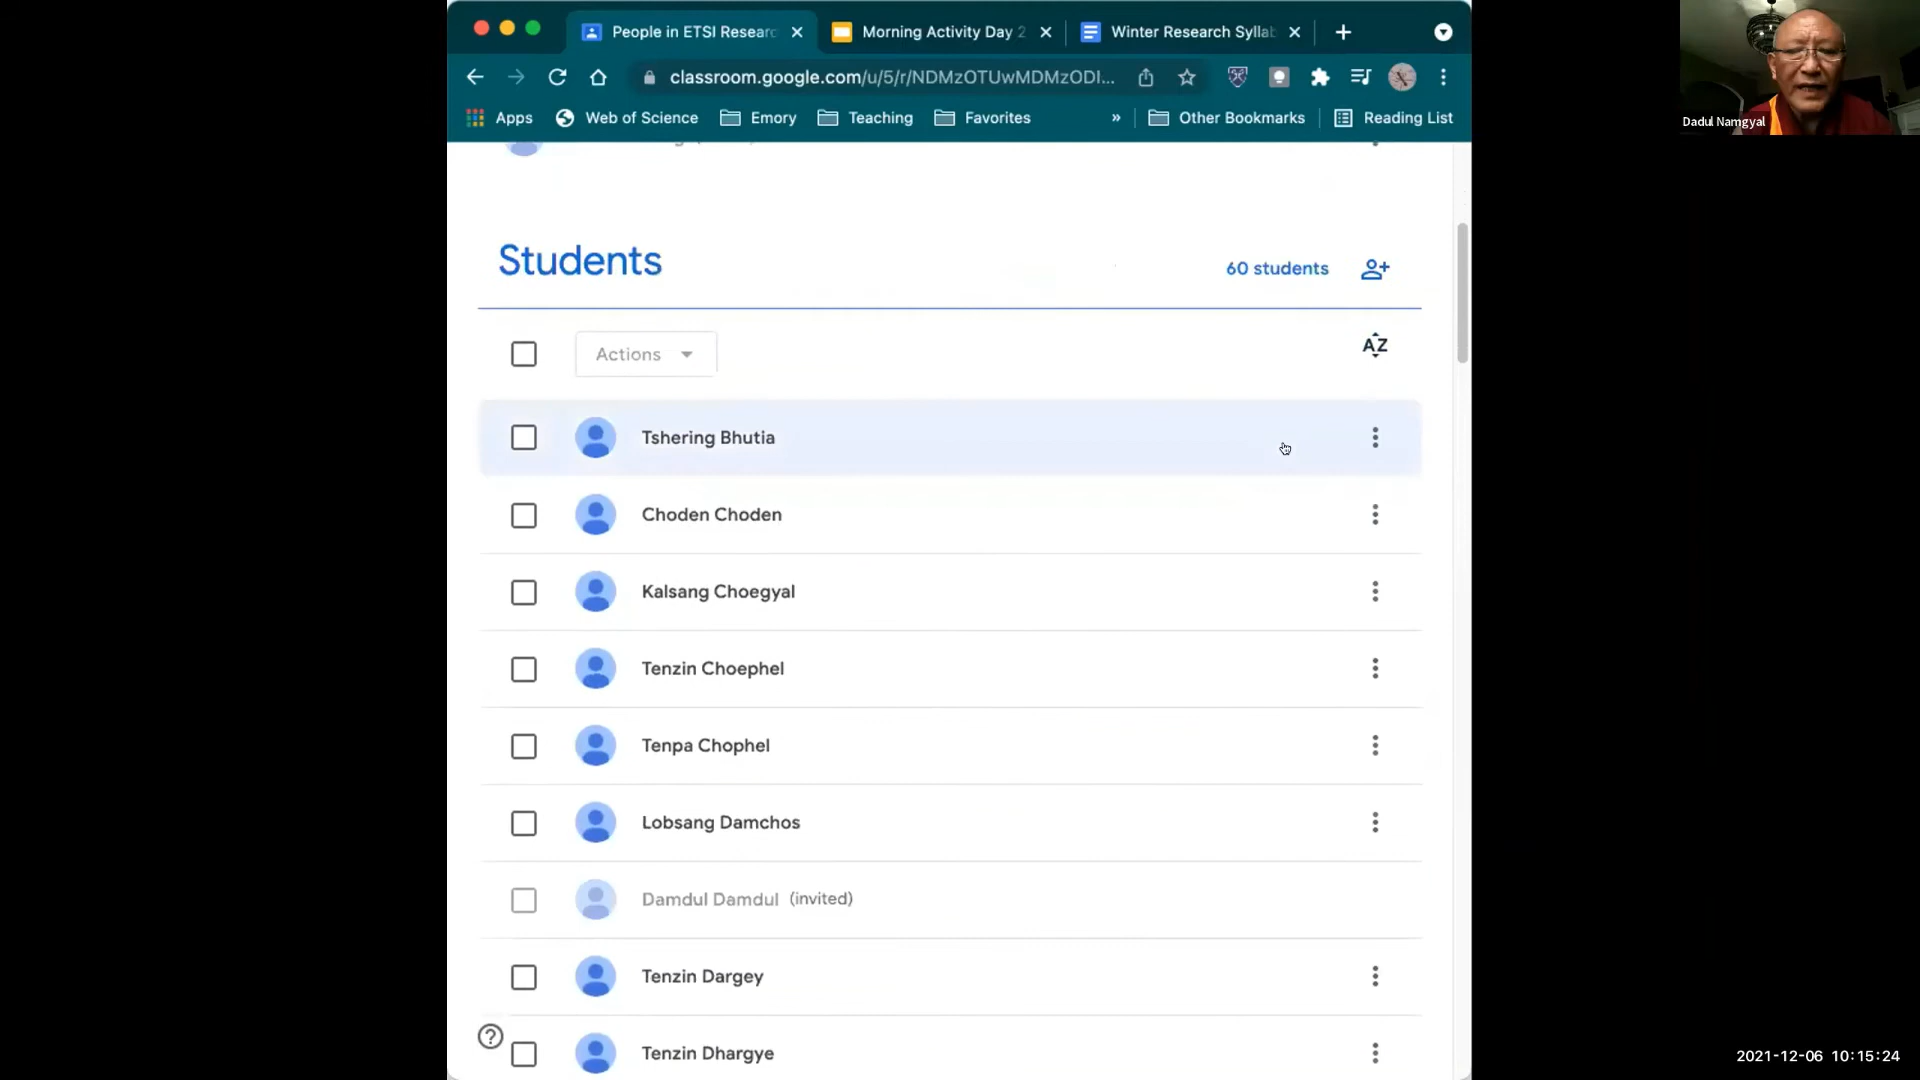 People in ETSI Resear
Morning Activity Day 2
Winter Research Syllab
classroom.google.com/u/5/r/NDMzOTUwMDMzODI...
Apps
Web of Science
Emory
Teaching
Favorites
»
Other Bookmarks
Reading List
Dadul Namgyal
Students
60 students
Actions
AZ
Tshering Bhutia
Choden Choden
Kalsang Choegyal
Tenzin Choephel
Tenpa Chophel
Lobsang Damchos
Damdul Damdul (invited)
Tenzin Dargey
Tenzin Dhargye
2021-12-06 10:15:24